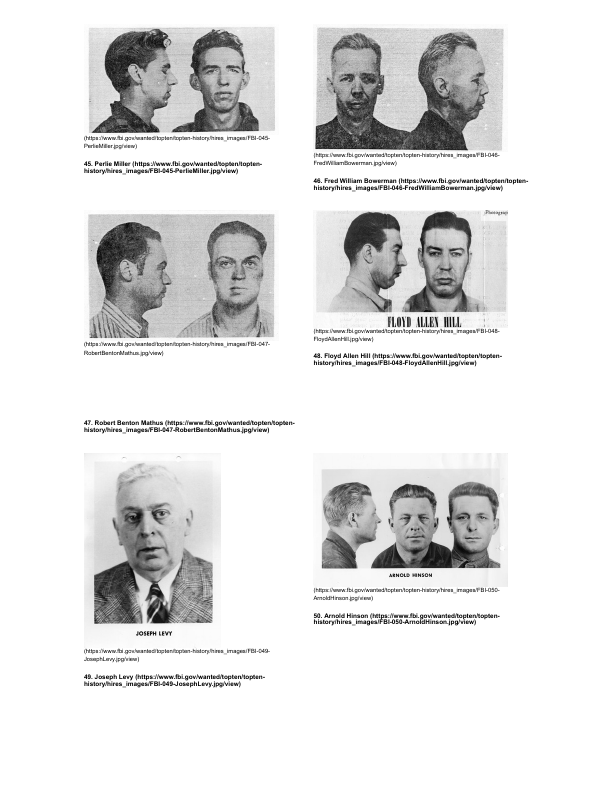 (https://www.fbi.gov/wanted/topten/topten-history/hires_images/FBI-045-
PerlieMiller.jpg/view)
45. Perlie Miller (https://www.fbi.gov/wanted/topten/topten-
history/hires_images/FBI-045-PerlieMiller.jpg/view)
(https://www.fbi.gov/wanted/topten/topten-history/hires_images/FBI-046-
FredWilliamBowerman.jpg/view)
46. Fred William Bowerman (https://www.fbi.gov/wanted/topten/topten-
history/hires_images/FBI-046-FredWilliamBowerman.jpg/view)
(https://www.fbi.gov/wanted/topten/topten-history/hires_images/FBI-047-
RobertBentonMathus.jpg/view)
47. Robert Benton Mathus (https://www.fbi.gov/wanted/topten/topten-
history/hires_images/FBI-047-RobertBentonMathus.jpg/view)
Photograp
FLOYD ALLEN HILL
(https://www.fbi.gov/wanted/topten/topten-history/hires_images/FBI-048-
FloydAllenHill.jpg/view)
48. Floyd Allen Hill (https://www.fbi.gov/wanted/topten/topten-
history/hires_images/FBI-048-FloydAllenHill.jpg/view)
JOSEPH LEVY
(https://www.fbi.gov/wanted/topten/topten-history/hires_images/FBI-049-
JosephLevy.jpg/view)
49. Joseph Levy (https://www.fbi.gov/wanted/topten/topten-
history/hires_images/FBI-049-JosephLevy.jpg/view)
ARNOLD HINSON
(https://www.fbi.gov/wanted/topten/topten-history/hires_images/FBI-050-
ArnoldHinson.jpg/view)
50. Arnold Hinson (https://www.fbi.gov/wanted/topten/topten-
history/hires_images/FBI-050-ArnoldHinson.jpg/view)